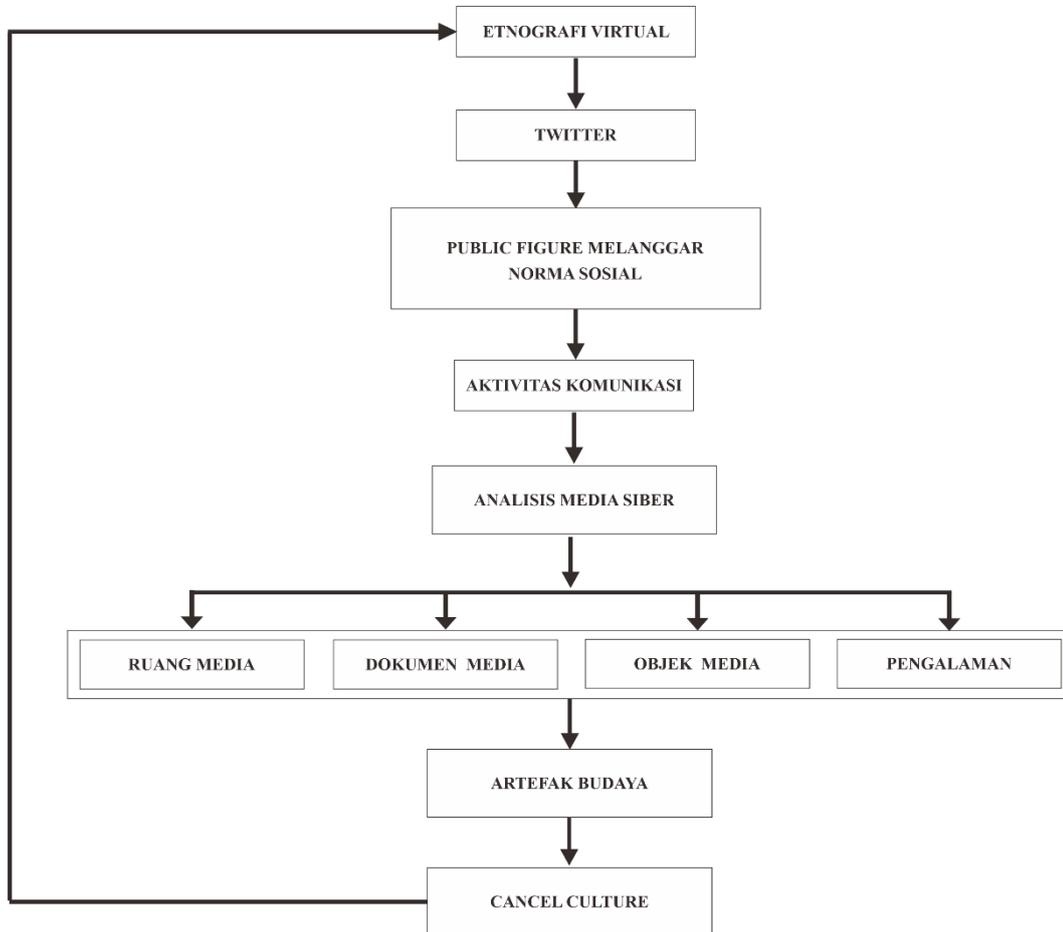 ETNOGRAFI VIRTUAL
TWITTER
PUBLIC FIGURE MELANGGAR
NORMA SOSIAL
AKTIVITAS KOMUNIKASI
ANALISIS MEDIA SIBER
RUANG MEDIA
DOKUMEN MEDIA
OBJEK MEDIA
PENGALAMAN
ARTEFAK BUDAYA
CANCEL CULTURE